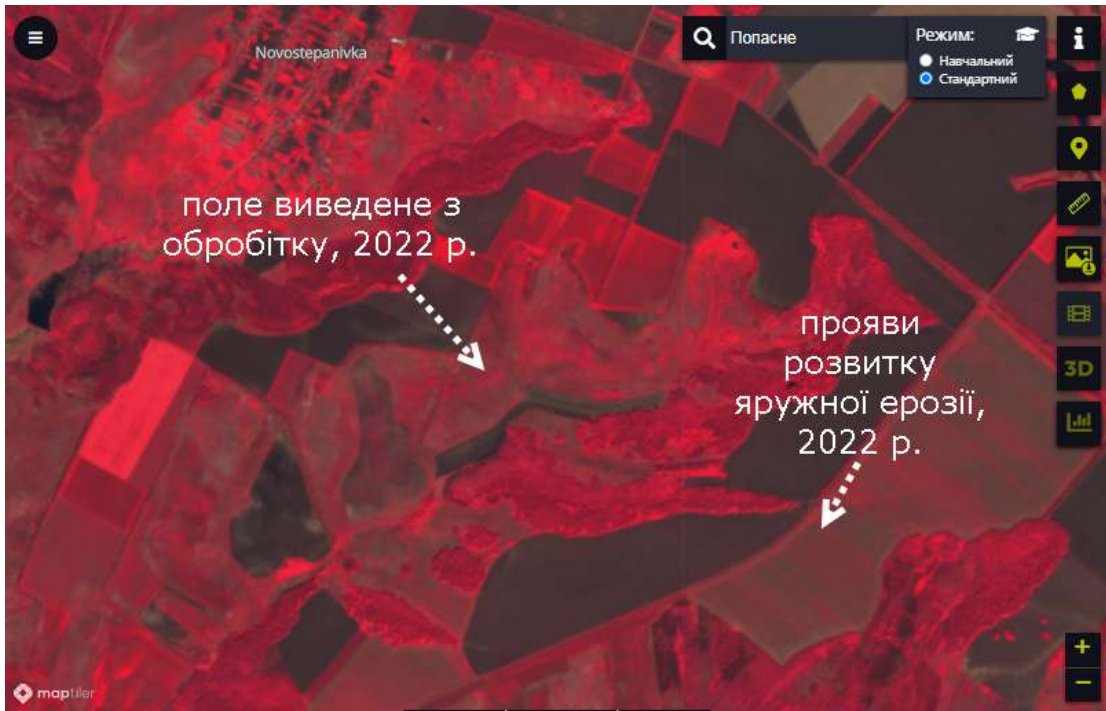 Novostepanivka
Попасне
Режим:
Навчальний
Стандартний
поле виведене з
обробітку, 2022 р.
прояви
розвитку
яружної ерозії,
2022 р.
3D
maptiler